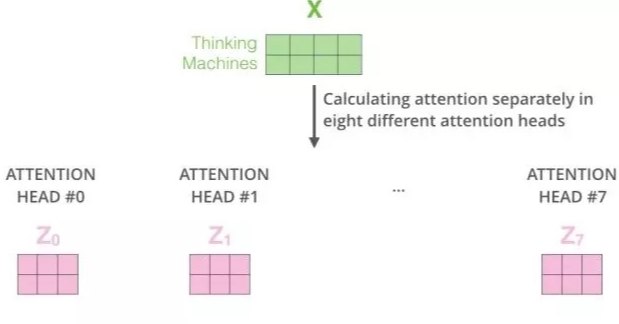 X
Thinking
Machines
Calculating attention separately in
eight different attention heads
ATTENTION
HEAD #0
ATTENTION
HEAD #1
...
ATTENTION
HEAD #7
Z₀
Z₁
Z₇